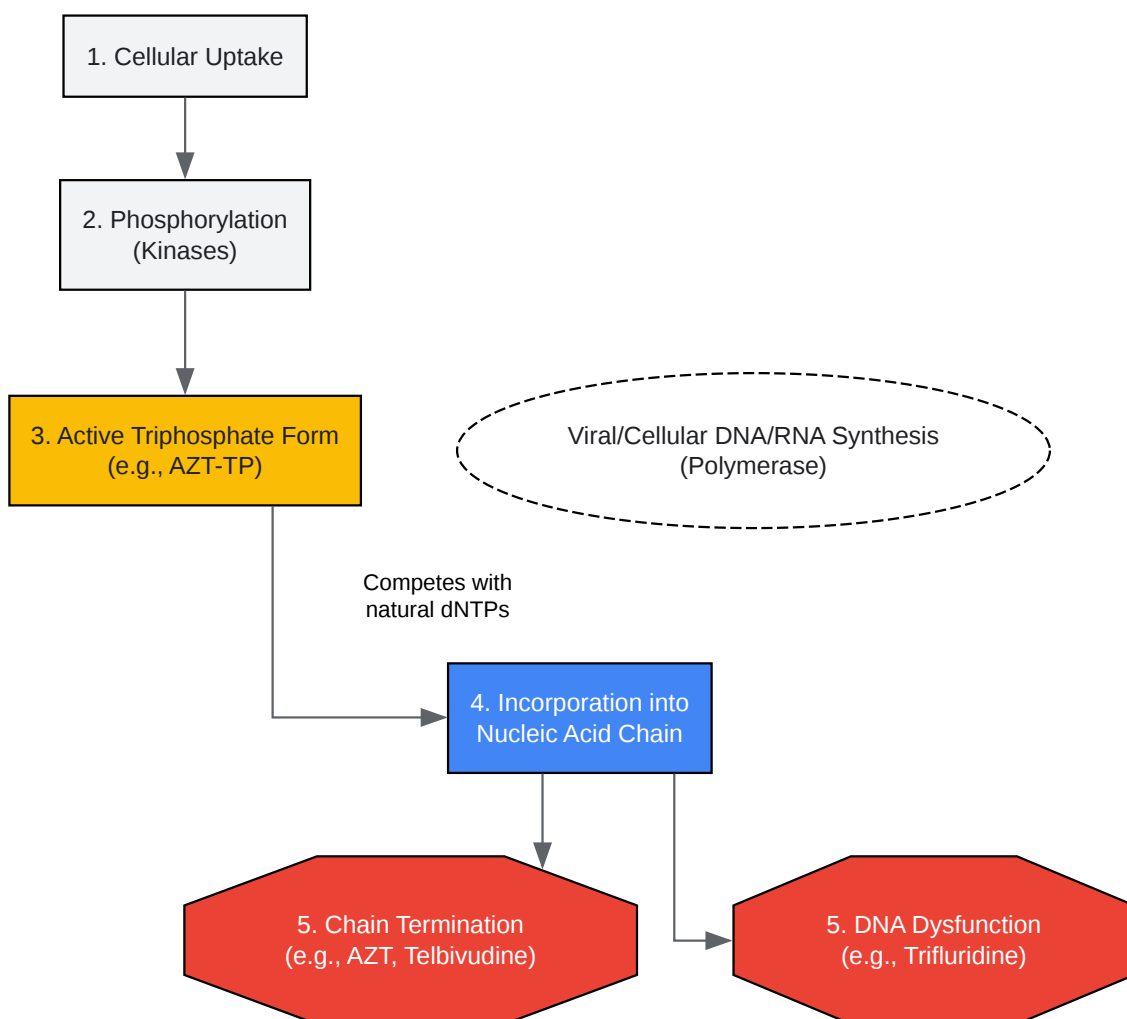 1. Cellular Uptake
2. Phosphorylation
(Kinases)
3. Active Triphosphate Form
(e.g., AZT-TP)
Viral/Cellular DNA/RNA Synthesis
(Polymerase)
Competes with
natural dNTPs
4. Incorporation into
Nucleic Acid Chain
5. Chain Termination
(e.g., AZT, Telbivudine)
5. DNA Dysfunction
(e.g., Trifluridine)